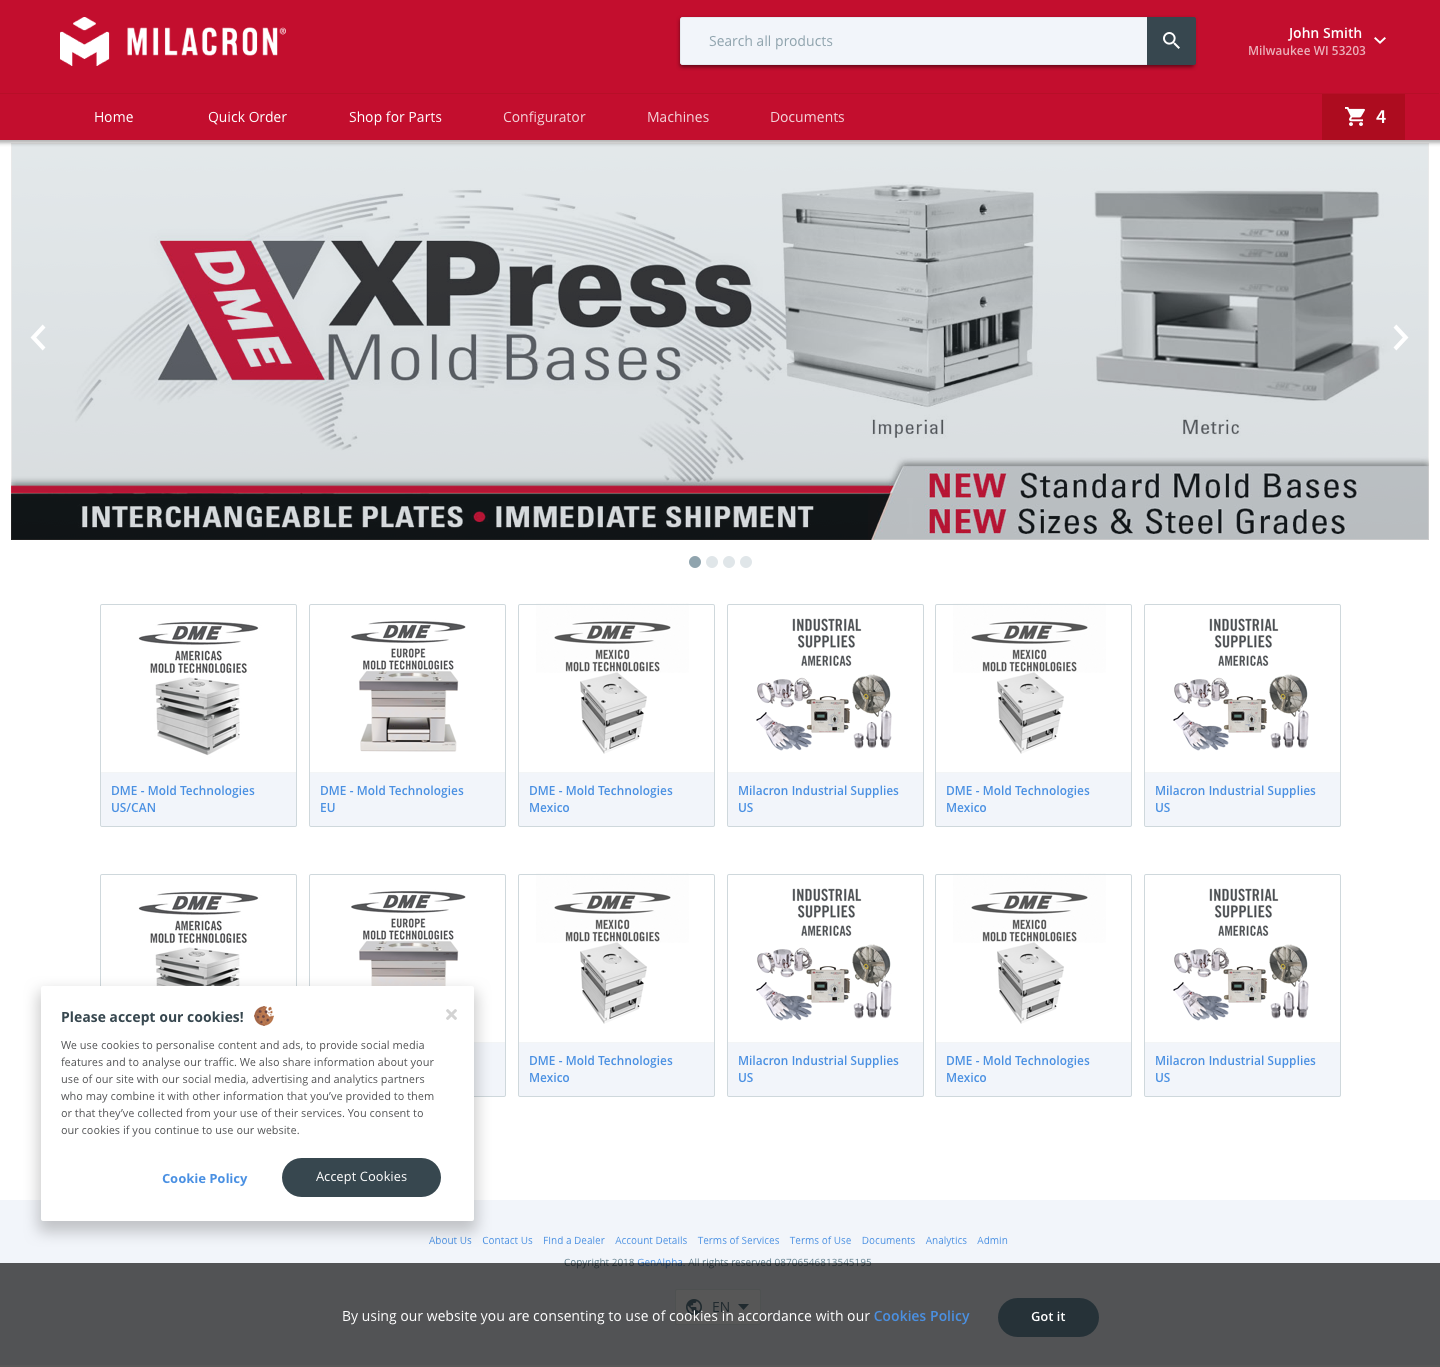 MILACRON®
Search all products
John Smith
Milwaukee WI 53203
Home
Quick Order
Shop for Parts
Configurator
Machines
Documents
4
DME
XPress
Mold Bases
Imperial
Metric
INTERCHANGEABLE PLATES • IMMEDIATE SHIPMENT
NEW Standard Mold Bases
NEW Sizes & Steel Grades
DME
AMERICAS
MOLD TECHNOLOGIES
DME - Mold Technologies
US/CAN
DME
EUROPE
MOLD TECHNOLOGIES
DME - Mold Technologies
EU
DME
MEXICO
MOLD TECHNOLOGIES
DME - Mold Technologies
Mexico
INDUSTRIAL
SUPPLIES
AMERICAS
Milacron Industrial Supplies
US
DME
MEXICO
MOLD TECHNOLOGIES
DME - Mold Technologies
Mexico
INDUSTRIAL
SUPPLIES
AMERICAS
Milacron Industrial Supplies
US
DME
AMERICAS
MOLD TECHNOLOGIES
DME
EUROPE
MOLD TECHNOLOGIES
DME
MEXICO
MOLD TECHNOLOGIES
DME - Mold Technologies
Mexico
INDUSTRIAL
SUPPLIES
AMERICAS
Milacron Industrial Supplies
US
DME
MEXICO
MOLD TECHNOLOGIES
DME - Mold Technologies
Mexico
INDUSTRIAL
SUPPLIES
AMERICAS
Milacron Industrial Supplies
US
Please accept our cookies!
We use cookies to personalise content and ads, to provide social media
features and to analyse our traffic. We also share information about your
use of our site with our social media, advertising and analytics partners
who may combine it with other information that you've provided to them
or that they've collected from your use of their services. You consent to
our cookies if you continue to use our website.
Cookie Policy
Accept Cookies
About Us
Contact Us
Find a Dealer
Account Details
Terms of Services
Terms of Use
Documents
Analytics
Admin
Copyright 2018 GenAlpha. All rights reserved 08706546813545195
EN
By using our website you are consenting to use of cookies in accordance with our Cookies Policy
Got it